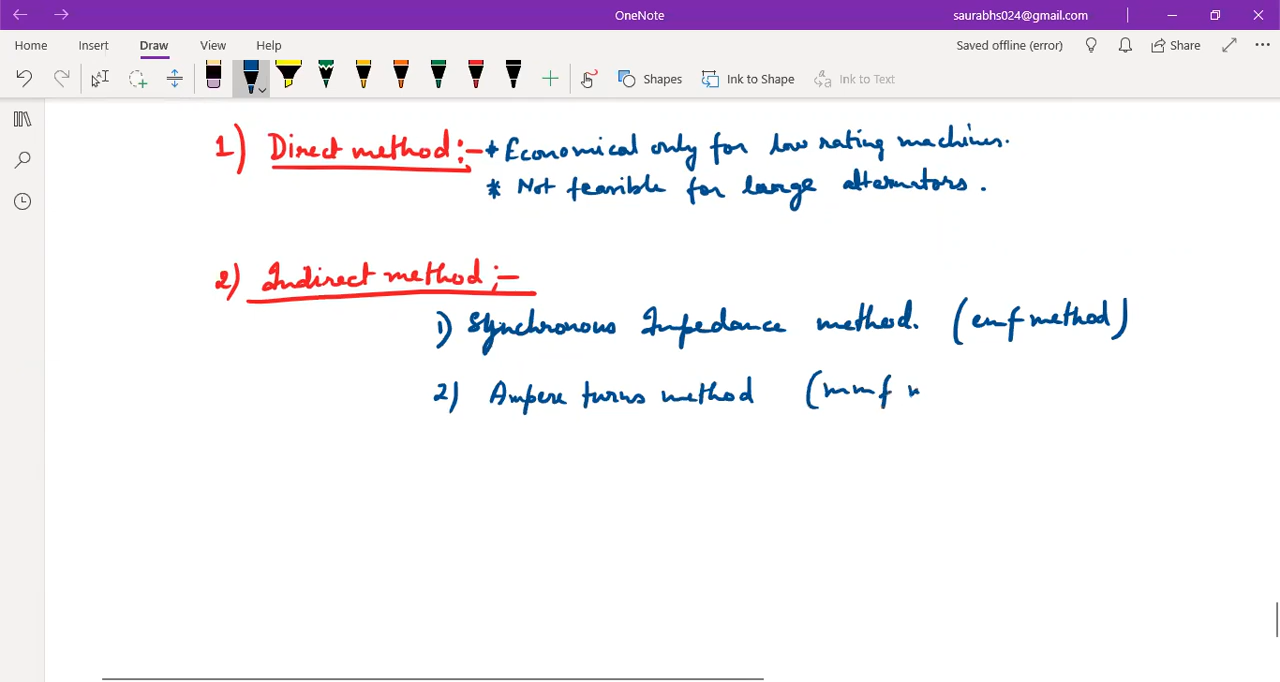 OneNote
saurabhs024@gmail.com
Home Insert Draw View Help
Saved offline (error) Share
Shapes Ink to Shape Ink to Text
1) Direct method :- * Economical only for low rating machines.
* Not feasible for large alternators.
2) Indirect method ;-
1) Synchronous Impedance method. (emf method)
2) Ampere turns method (mmf